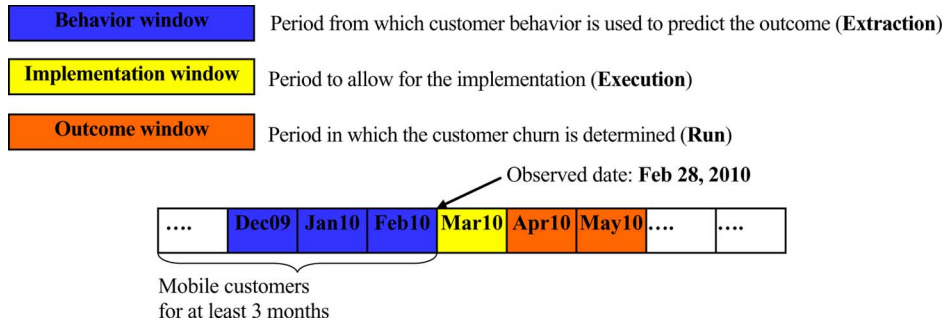 Behavior window Period from which customer behavior is used to predict the outcome (Extraction)
Implementation window Period to allow for the implementation (Execution)
Outcome window Period in which the customer churn is determined (Run)
Observed date: Feb 28, 2010
.... Dec09 Jan10 Feb10 Mar10 Apr10 May10 .... ....
Mobile customers
for at least 3 months